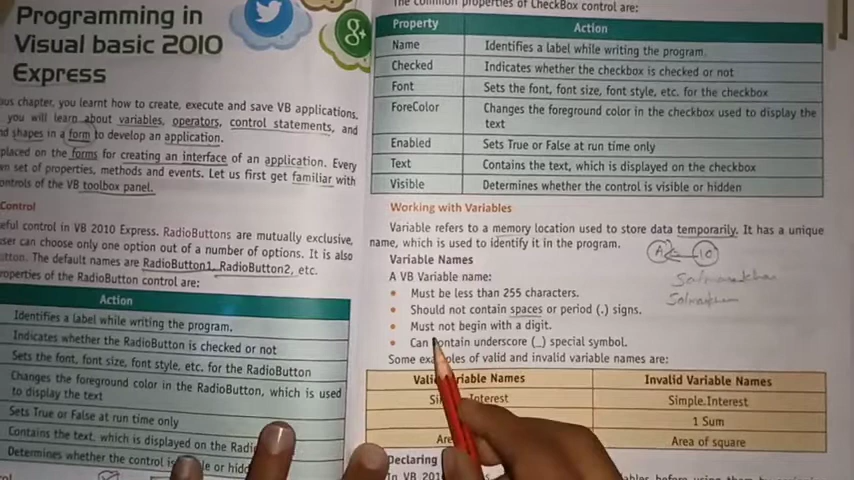 Programming in
Visual basic 2010
Express
ous chapter, you learnt how to create, execute and save VB applications.
you will learn about variables, operators, control statements, and
nd shapes in a form to develop an application.
placed on the forms for creating an interface of an application. Every
wn set of properties, methods and events. Let us first get familiar with
ontrols of the VB toolbox panel.
Control
eful control in VB 2010 Express. RadioButtons are mutually exclusive,
ser can choose only one option out of a number of options. It is also
utton. The default names are RadioButton1, RadioButton2, etc.
roperties of the RadioButton control are:
Action
Identifies a label while writing the program.
Indicates whether the RadioButton is checked or not
Sets the font, font size, font style, etc. for the RadioButton
Changes the foreground color in the RadioButton, which is used
to display the text
Sets True or False at run time only
Contains the text, which is displayed on the
Determines whether the control is visible or
The common properties of CheckBox control are:
Property Action
Name Identifies a label while writing the program.
Checked Indicates whether the checkbox is checked or not
Font Sets the font, font size, font style, etc. for the checkbox
ForeColor Changes the foreground color in the checkbox used to display the
text
Enabled Sets True or False at run time only
Text Contains the text, which is displayed on the checkbox
Visible Determines whether the control is visible or hidden
Working with Variables
Variable refers to a memory location used to store data temporarily. It has a unique
name, which is used to identify it in the program.
A 10
Variable Names
A VB Variable name:
• Must be less than 255 characters.
• Should not contain spaces or period (.) signs.
• Must not begin with a digit.
• Can contain underscore (_) special symbol.
Some examples of valid and invalid variable names are:
Valid Variable Names Invalid Variable Names
Interest Simple.Interest
1 Sum
Area of square
Declaring
In VB
before using them